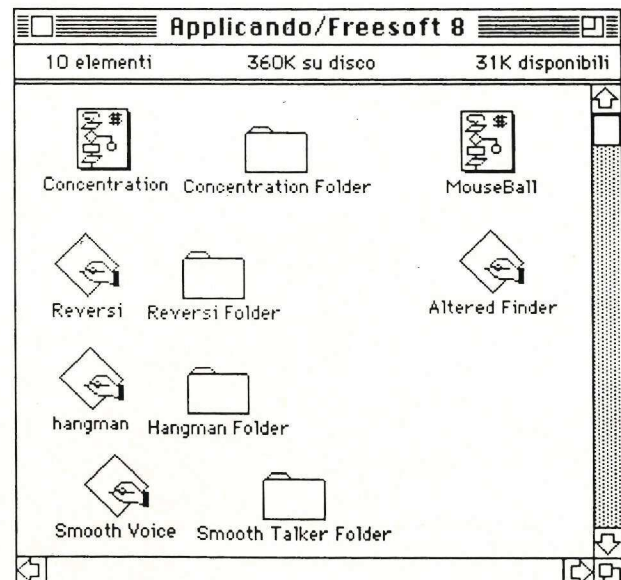 Applicando/Freesoft 8
10 elementi 360K su disco 31K disponibili
# #
Concentration Concentration Folder MouseBall
Reversi Reversi Folder Altered Finder
hangman Hangman Folder
Smooth Voice Smooth Talker Folder